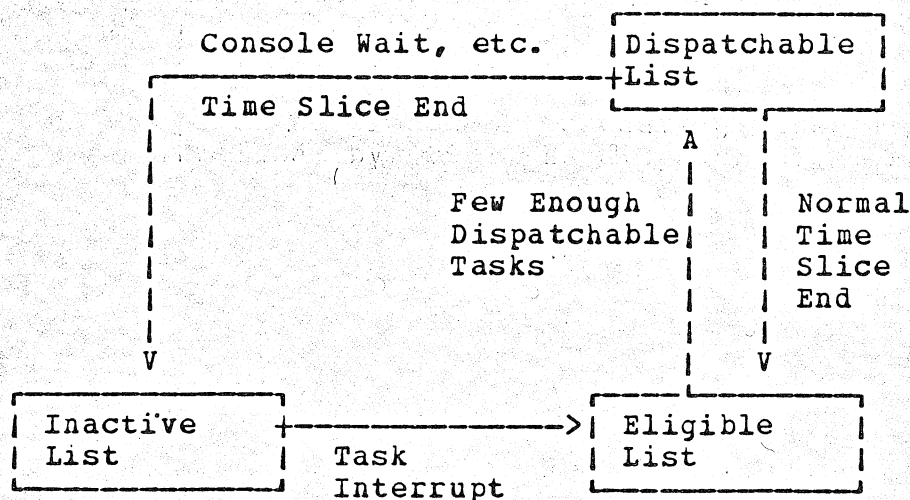 Console Wait, etc.
Dispatchable
List
Time Slice End
Few Enough
Dispatchable
Tasks
Normal
Time
Slice
End
Inactive
List
Task
Interrupt
Eligible
List